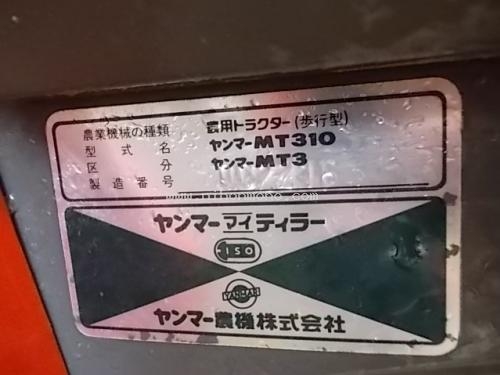 農業機械の種類 農用トラクター(歩行型)
型式名 ヤンマーMT310
区分 ヤンマーMT3
製造番号
ヤンマーマイティラー
ISO
YANMAR
ヤンマー農機株式会社